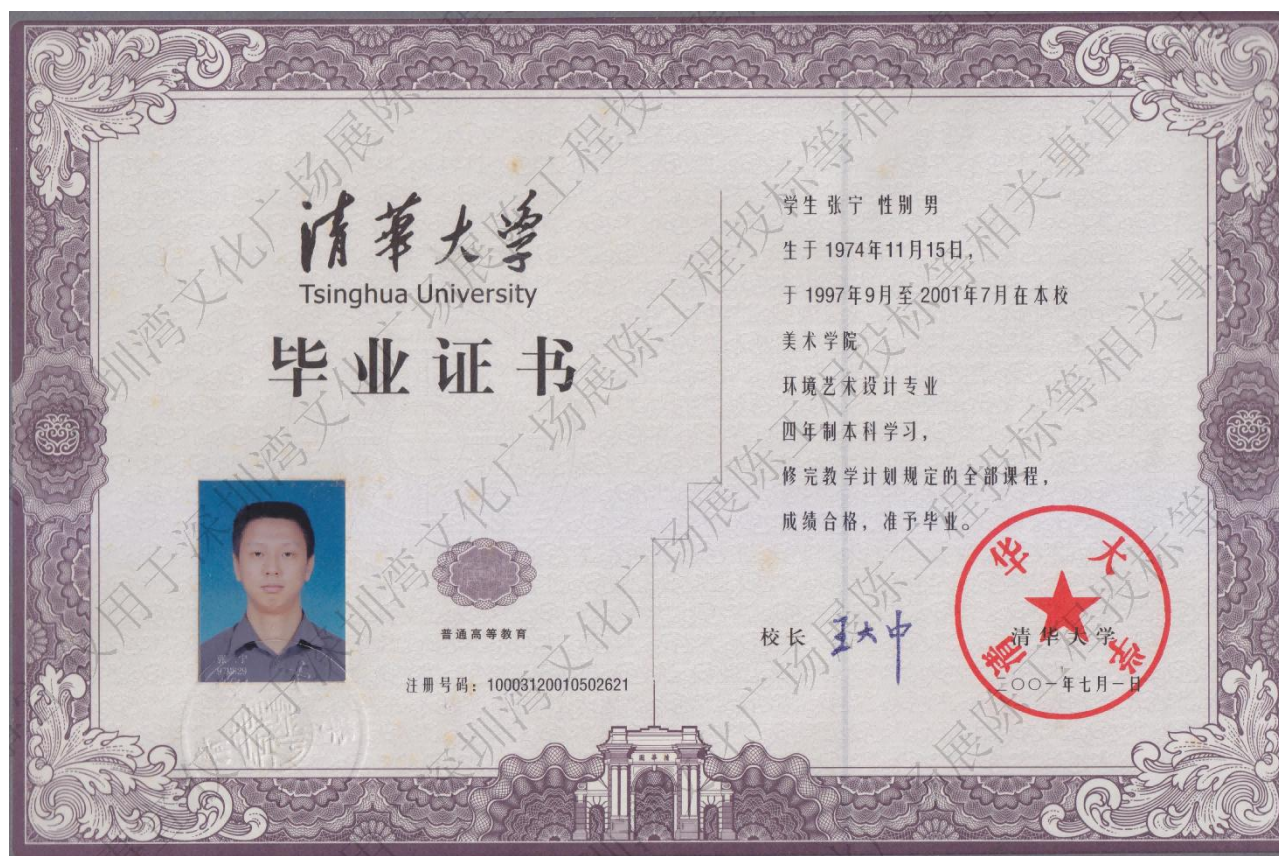 清華大学
Tsinghua University
毕业证书
普通高等教育
注册号码：10003120010502621
学生 张宁 性别 男
生于 1974年11月15日，
于 1997年9月至 2001年7月在本校
美术学院
环境艺术设计专业
四年制本科学习，
修完教学计划规定的全部课程，
成绩合格，准予毕业。
校长 王大中
清华大学
清华大学
二○○一年七月一日
仅用于深圳湾文化广场展陈工程投标等相关事宜